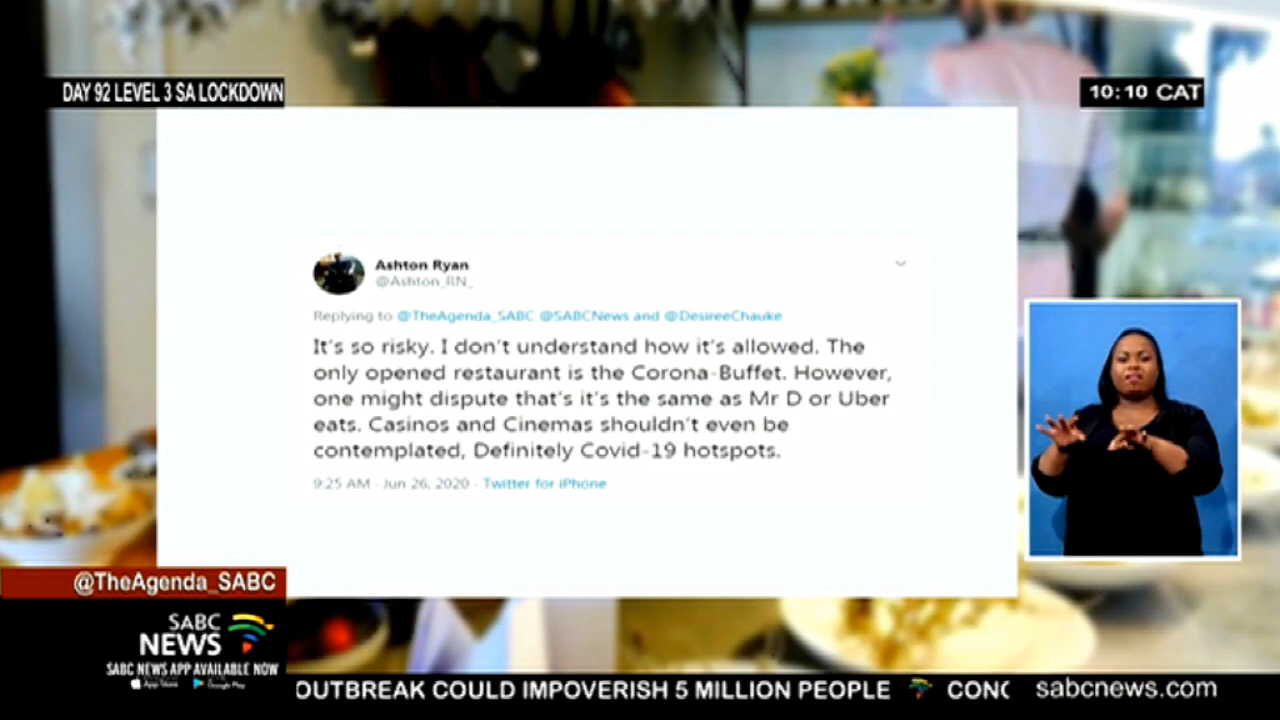 DAY 92 LEVEL 3 SA LOCKDOWN
10:10 CAT
Ashton Ryan
@Ashton_RN_
Replying to @TheAgenda_SABC @SABCNews and @DesireeChauke
It's so risky. I don't understand how it's allowed. The
only opened restaurant is the Corona-Buffet. However,
one might dispute that's it's the same as Mr D or Uber
eats. Casinos and Cinemas shouldn't even be
contemplated, Definitely Covid-19 hotspots.
9:25 AM · Jun 26, 2020 · Twitter for iPhone
@TheAgenda_SABC
SABC
NEWS
SABC NEWS APP AVAILABLE NOW
App Store Google Play
OUTBREAK COULD IMPOVERISH 5 MILLION PEOPLE CONC
sabcnews.com